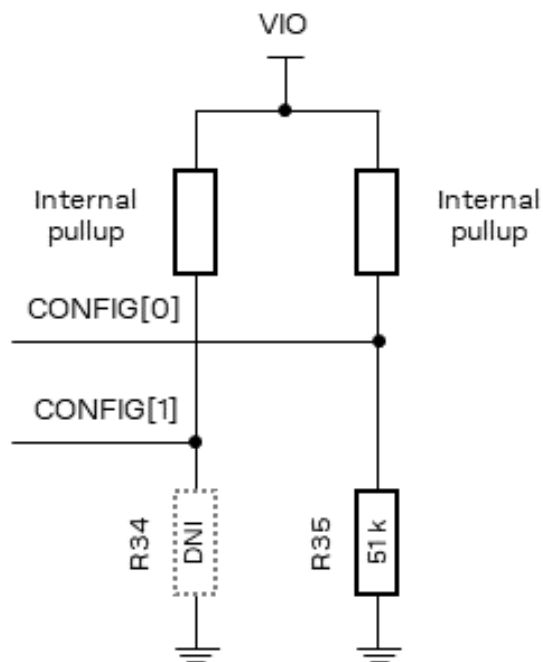 VIO
Internal
pullup
Internal
pullup
CONFIG[0]
CONFIG[1]
R34
DNI
R35
51 k